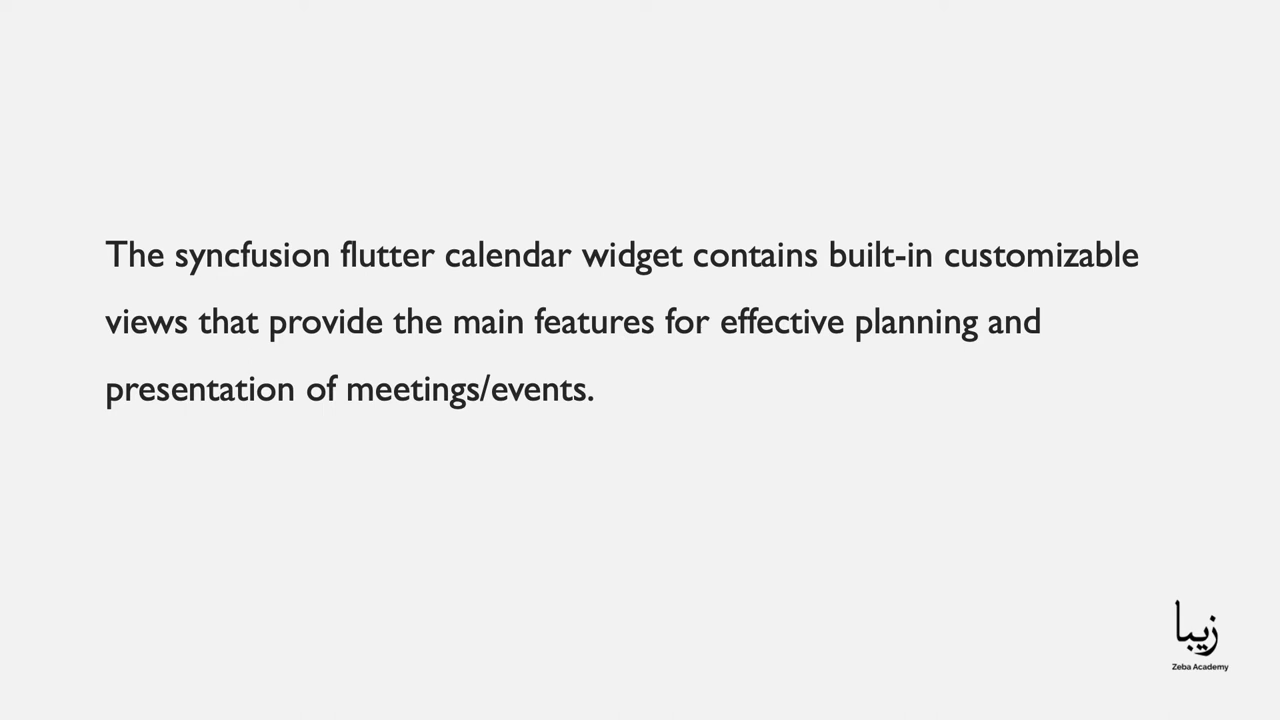 The syncfusion flutter calendar widget contains built-in customizable
views that provide the main features for effective planning and
presentation of meetings/events.
زيبا
Zeba Academy